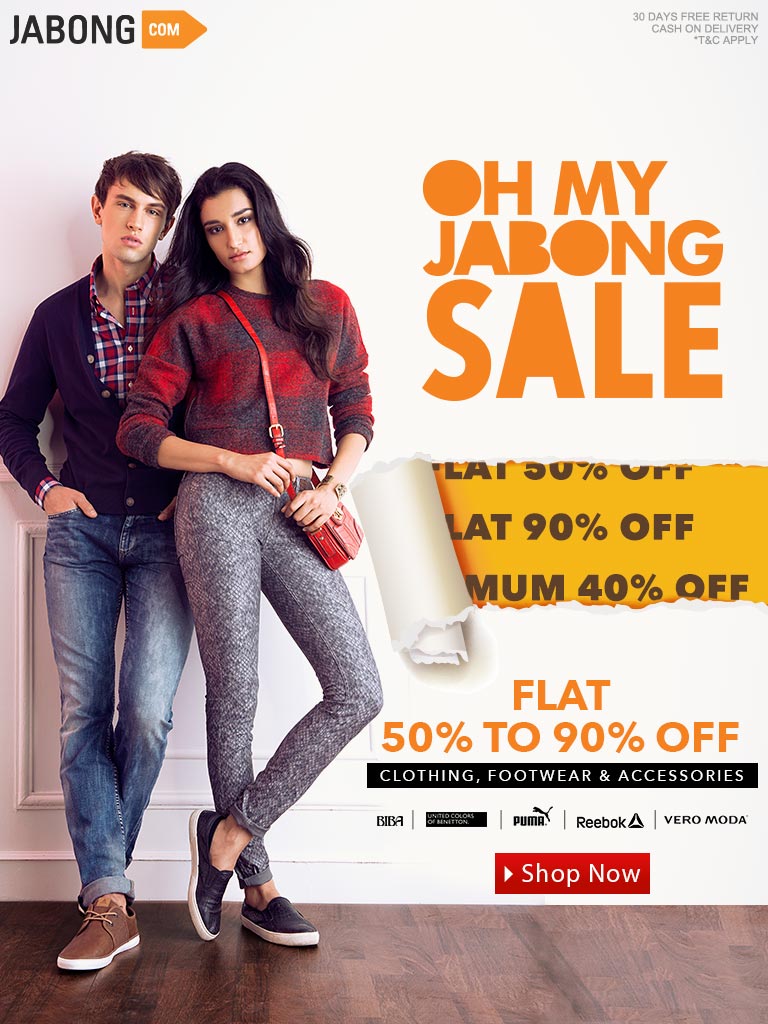 JABONG COM
30 DAYS FREE RETURN
CASH ON DELIVERY
*T&C APPLY
OH MY
JABONG
SALE
FLAT 50% OFF
LAT 90% OFF
MUM 40% OFF
FLAT
50% TO 90% OFF
CLOTHING, FOOTWEAR & ACCESSORIES
BIBA | UNITED COLORS OF BENETTON. | PUMA | Reebok | VERO MODA
Shop Now